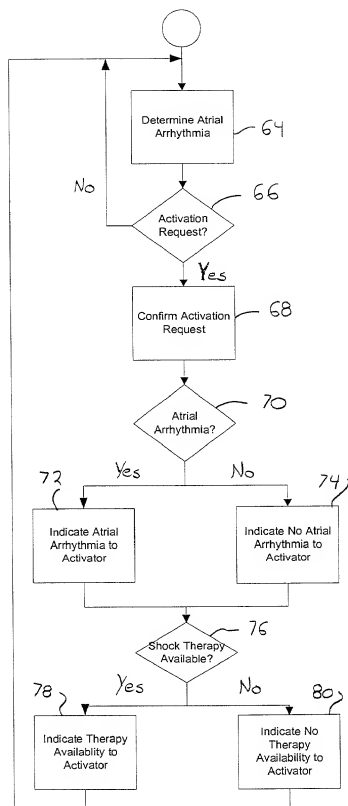 Determine Atrial
Arrhythmia
64
No
66
Activation
Request?
Yes
Confirm Activation
Request
68
70
Atrial
Arrhythmia?
Yes
No
72
74
Indicate Atrial
Arrhythmia to
Activator
Indicate No Atrial
Arrhythmia to
Activator
76
Shock Therapy
Available?
Yes
No
78
80
Indicate Therapy
Availablity to
Activator
Indicate No
Therapy
Availability to
Activator